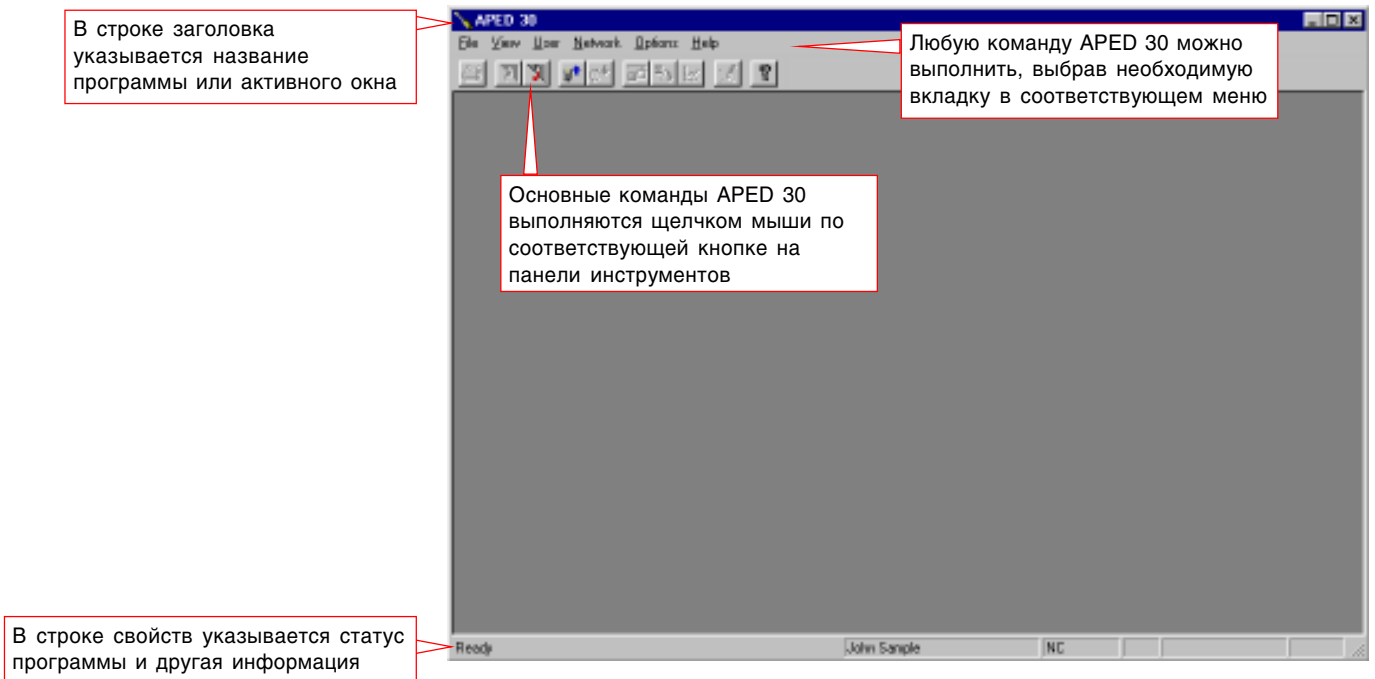 В строке заголовка
указывается название
программы или активного окна
APED 30
File View User Network Options Help
Любую команду APED 30 можно
выполнить, выбрав необходимую
вкладку в соответствующем меню
Основные команды APED 30
выполняются щелчком мыши по
соответствующей кнопке на
панели инструментов
В строке свойств указывается статус
программы и другая информация
Ready John Sample NC